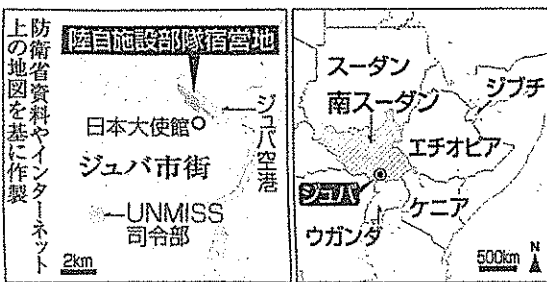 防衛省資料やインターネット
上の地図を基に作製
陸自施設部隊宿営地
日本大使館
ジュバ空港
ジュバ市街
UNMISS
司令部
2km
スーダン
南スーダン
ジブチ
エチオピア
ジュバ
ケニア
ウガンダ
500km
N